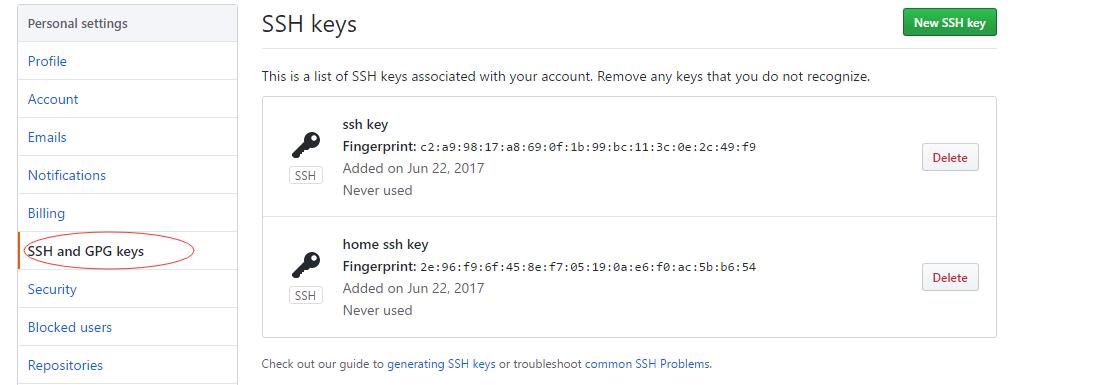 Personal settings
Profile
Account
Emails
Notifications
Billing
SSH and GPG keys
Security
Blocked users
Repositories
SSH keys
New SSH key
This is a list of SSH keys associated with your account. Remove any keys that you do not recognize.
ssh key
Fingerprint: c2:a9:98:17:a8:69:0f:1b:99:bc:11:3c:0e:2c:49:f9
Added on Jun 22, 2017
Never used
SSH
Delete
home ssh key
Fingerprint: 2e:96:f9:6f:45:8e:f7:05:19:0a:e6:f0:ac:5b:b6:54
Added on Jun 22, 2017
Never used
SSH
Delete
Check out our guide to generating SSH keys or troubleshoot common SSH Problems.